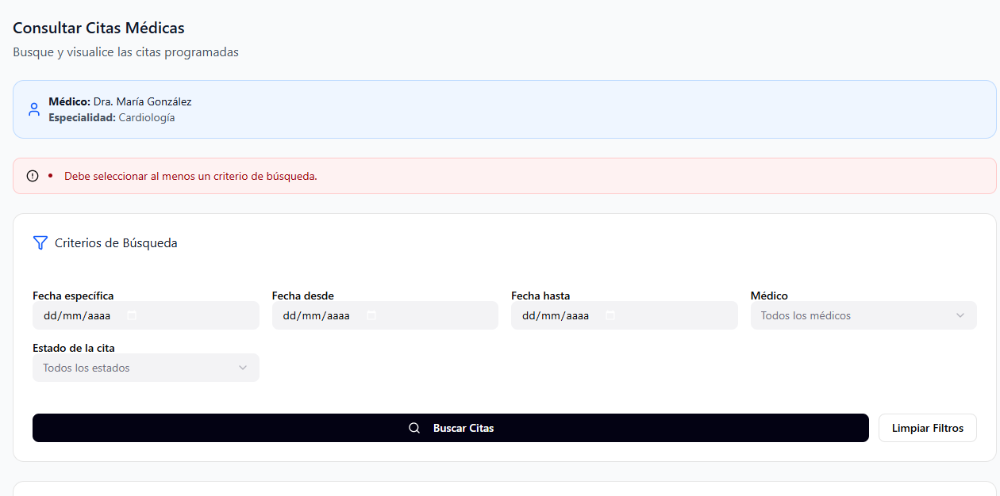 Consultar Citas Médicas
Busque y visualice las citas programadas
Médico: Dra. María González
Especialidad: Cardiología
• Debe seleccionar al menos un criterio de búsqueda.
Criterios de Búsqueda
Fecha específica
dd/mm/aaaa
Fecha desde
dd/mm/aaaa
Fecha hasta
dd/mm/aaaa
Médico
Todos los médicos
Estado de la cita
Todos los estados
Buscar Citas
Limpiar Filtros